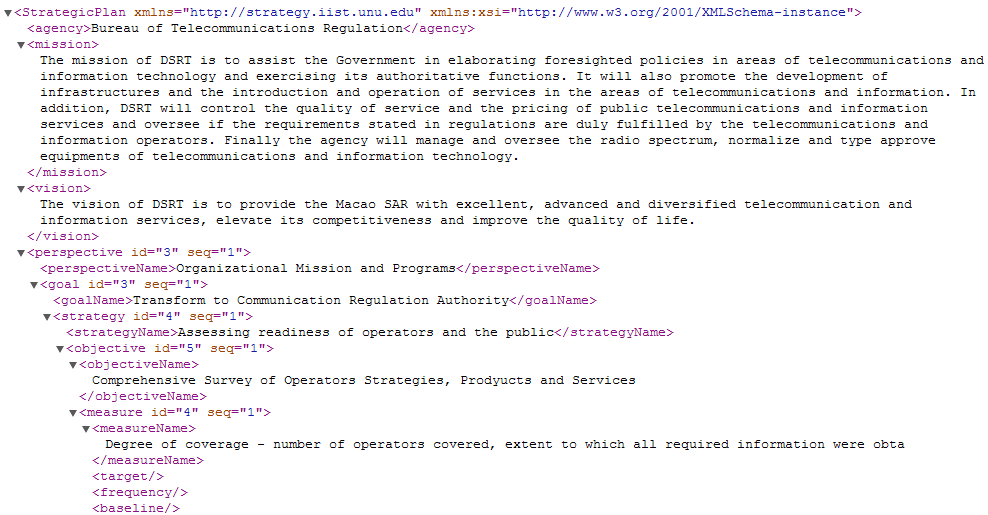 <StrategicPlan xmlns="http://strategy.iist.unu.edu" xmlns:xsi="http://www.w3.org/2001/XMLSchema-instance">
<agency>Bureau of Telecommunications Regulation</agency>
<mission>
The mission of DSRT is to assist the Government in elaborating foresighted policies in areas of telecommunications and
information technology and exercising its authoritative functions. It will also promote the development of
infrastructures and the introduction and operation of services in the areas of telecommunications and information. In
addition, DSRT will control the quality of service and the pricing of public telecommunications and information
services and oversee if the requirements stated in regulations are duly fulfilled by the telecommunications and
information operators. Finally the agency will manage and oversee the radio spectrum, normalize and type approve
equipments of telecommunications and information technology.
</mission>
<vision>
The vision of DSRT is to provide the Macao SAR with excellent, advanced and diversified telecommunication and
information services, elevate its competitiveness and improve the quality of life.
</vision>
<perspective id="3" seq="1">
<perspectiveName>Organizational Mission and Programs</perspectiveName>
<goal id="3" seq="1">
<goalName>Transform to Communication Regulation Authority</goalName>
<strategy id="4" seq="1">
<strategyName>Assessing readiness of operators and the public</strategyName>
<objective id="5" seq="1">
<objectiveName>
Comprehensive Survey of Operators Strategies, Prodyucts and Services
</objectiveName>
<measure id="4" seq="1">
<measureName>
Degree of coverage – number of operators covered, extent to which all required information were obta
</measureName>
<target/>
<frequency/>
<baseline/>